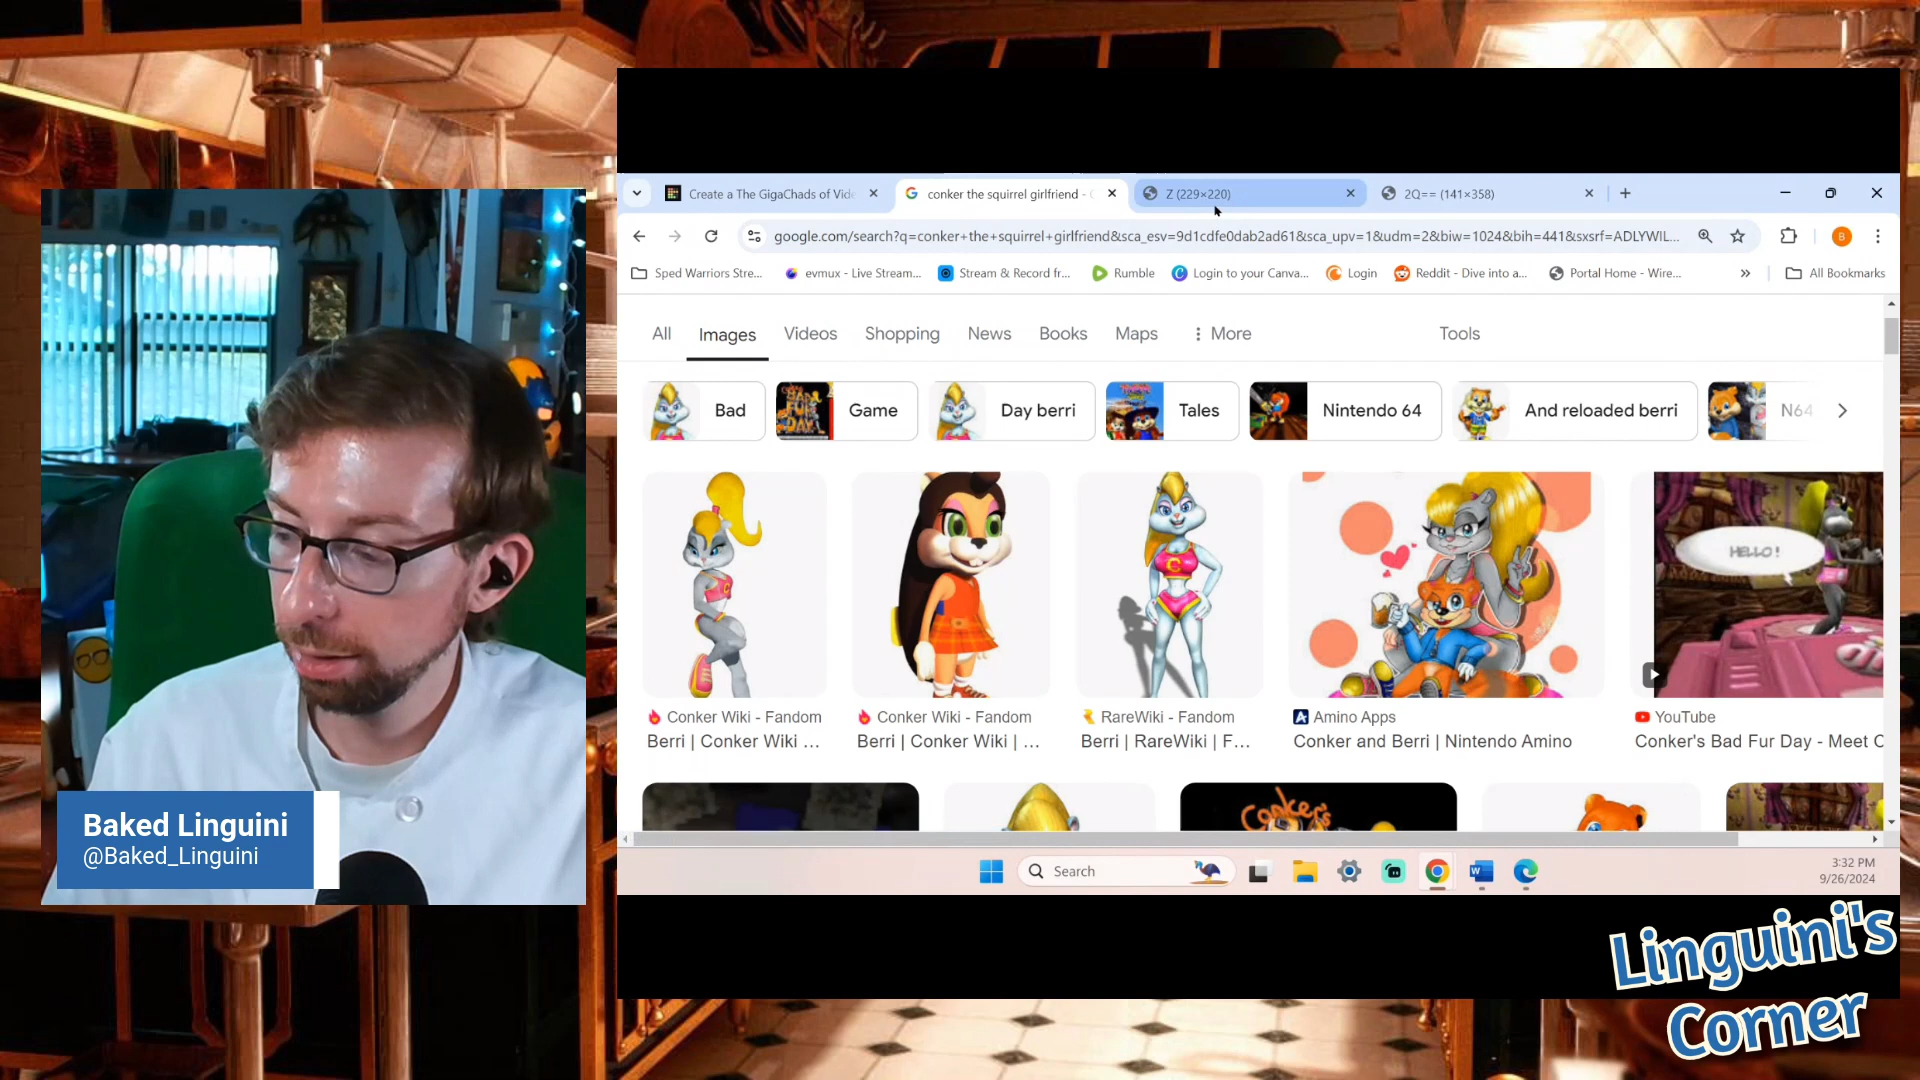 Create a The GigaChads of Vide
conker the squirrel girlfriend -
Z (229×220)
2Q== (141×358)
google.com/search?q=conker+the+squirrel+girlfriend&sca_esv=9d1cdfe0dab2ad61&sca_upv=1&udm=2&biw=1024&bih=441&sxsrf=ADLYWIL...
B
Sped Warriors Stre...
evmux - Live Stream...
Stream & Record fr...
Rumble
Login to your Canva...
Login
Reddit - Dive into a...
Portal Home - Wire...
All Bookmarks
All
Images
Videos
Shopping
News
Books
Maps
More
Tools
Bad
Game
Day berri
Tales
Nintendo 64
And reloaded berri
N64
HELLO!
Conker Wiki - Fandom
Berri | Conker Wiki ...
Conker Wiki - Fandom
Berri | Conker Wiki | ...
RareWiki - Fandom
Berri | RareWiki | F...
Amino Apps
Conker and Berri | Nintendo Amino
YouTube
Conker's Bad Fur Day - Meet C
Conker's
Search
3:32 PM
9/26/2024
Baked Linguini
@Baked_Linguini
Linguini's
Corner